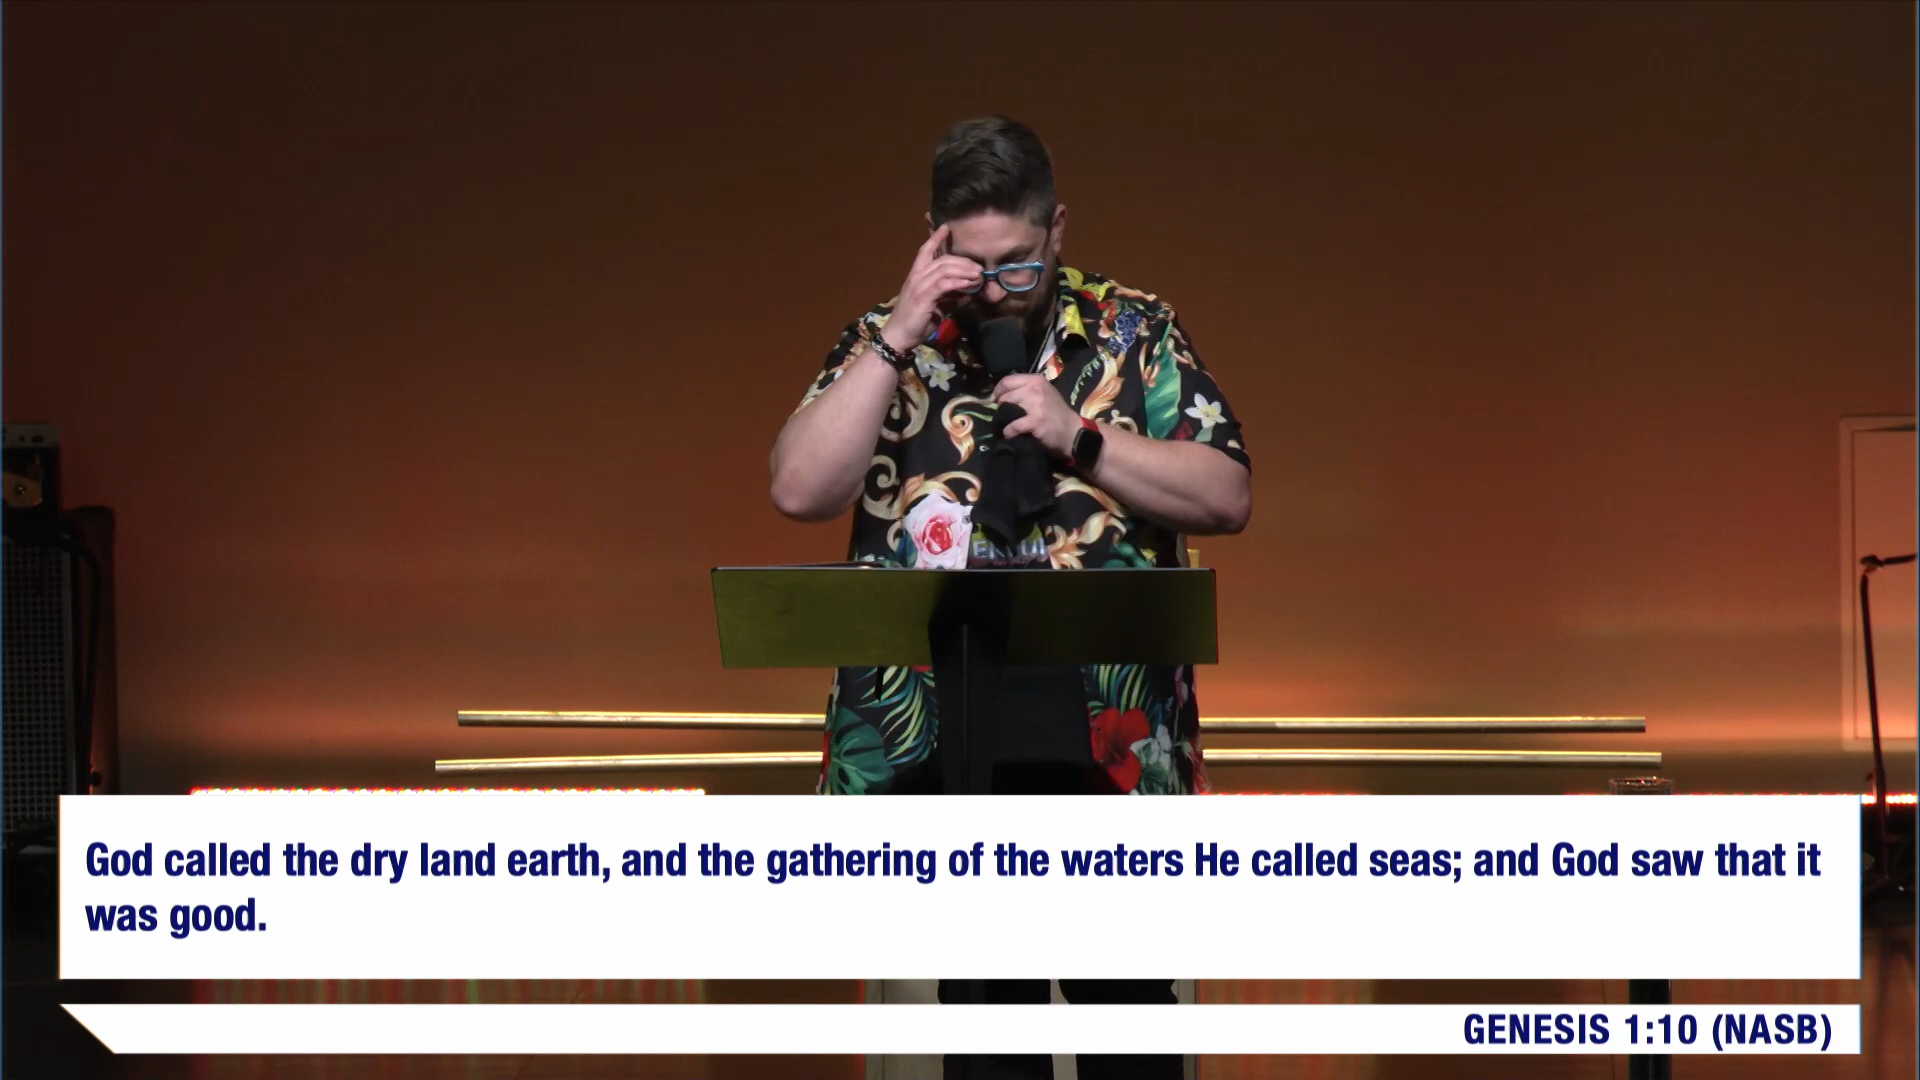 God called the dry land earth, and the gathering of the waters He called seas; and God saw that it
was good.
GENESIS 1:10 (NASB)